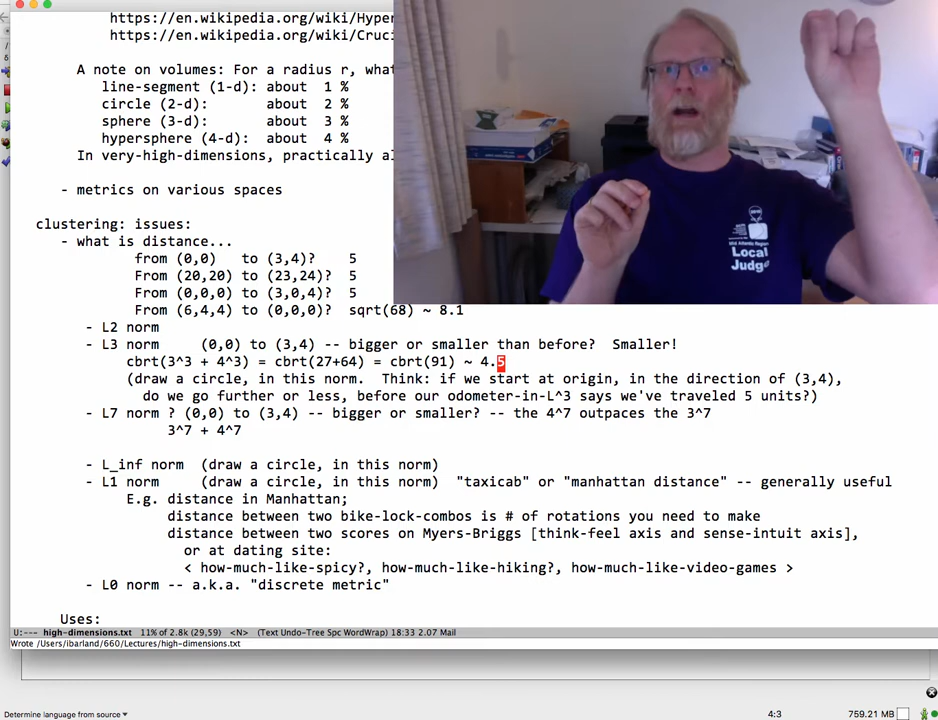 https://en.wikipedia.org/wiki/Hyper
https://en.wikipedia.org/wiki/Cruci
A note on volumes: For a radius r, what
line-segment (1-d): about 1 %
circle (2-d): about 2 %
sphere (3-d): about 3 %
hypersphere (4-d): about 4 %
In very-high-dimensions, practically al
- metrics on various spaces
clustering: issues:
- what is distance...
from (0,0) to (3,4)? 5
From (20,20) to (23,24)? 5
From (0,0,0) to (3,0,4)? 5
From (6,4,4) to (0,0,0)? sqrt(68) ~ 8.1
- L2 norm
- L3 norm (0,0) to (3,4) -- bigger or smaller than before? Smaller!
cbrt(3^3 + 4^3) = cbrt(27+64) = cbrt(91) ~ 4.5
(draw a circle, in this norm. Think: if we start at origin, in the direction of (3,4),
do we go further or less, before our odometer-in-L^3 says we've traveled 5 units?)
- L7 norm ? (0,0) to (3,4) -- bigger or smaller? -- the 4^7 outpaces the 3^7
3^7 + 4^7
- L_inf norm (draw a circle, in this norm)
- L1 norm (draw a circle, in this norm) "taxicab" or "manhattan distance" -- generally useful
E.g. distance in Manhattan;
distance between two bike-lock-combos is # of rotations you need to make
distance between two scores on Myers-Briggs [think-feel axis and sense-intuit axis],
or at dating site:
< how-much-like-spicy?, how-much-like-hiking?, how-much-like-video-games >
- L0 norm -- a.k.a. "discrete metric"
Uses:
U:--- high-dimensions.txt 11% of 2.8k (29,59) <N> (Text Undo-Tree Spc WordWrap) 18:33 2.07 Mail
Wrote /Users/ibarland/660/Lectures/high-dimensions.txt
Determine language from source
4:3
759.21 MB
Local
Judge